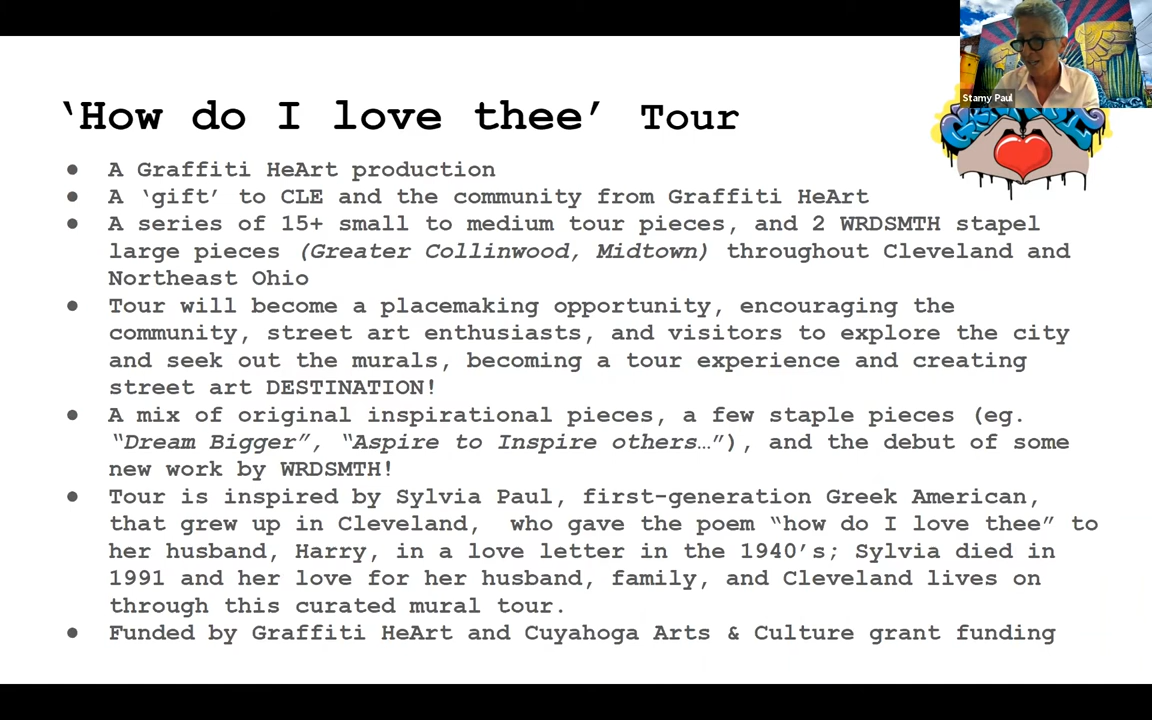 Stamy Paul
‘How do I love thee’ Tour
● A Graffiti HeArt production
● A ‘gift’ to CLE and the community from Graffiti HeArt
● A series of 15+ small to medium tour pieces, and 2 WRDSMTH stapel
large pieces (Greater Collinwood, Midtown) throughout Cleveland and
Northeast Ohio
● Tour will become a placemaking opportunity, encouraging the
community, street art enthusiasts, and visitors to explore the city
and seek out the murals, becoming a tour experience and creating
street art DESTINATION!
● A mix of original inspirational pieces, a few staple pieces (eg.
“Dream Bigger”, “Aspire to Inspire others…”), and the debut of some
new work by WRDSMTH!
● Tour is inspired by Sylvia Paul, first-generation Greek American,
that grew up in Cleveland,  who gave the poem “how do I love thee” to
her husband, Harry, in a love letter in the 1940’s; Sylvia died in
1991 and her love for her husband, family, and Cleveland lives on
through this curated mural tour.
● Funded by Graffiti HeArt and Cuyahoga Arts & Culture grant funding